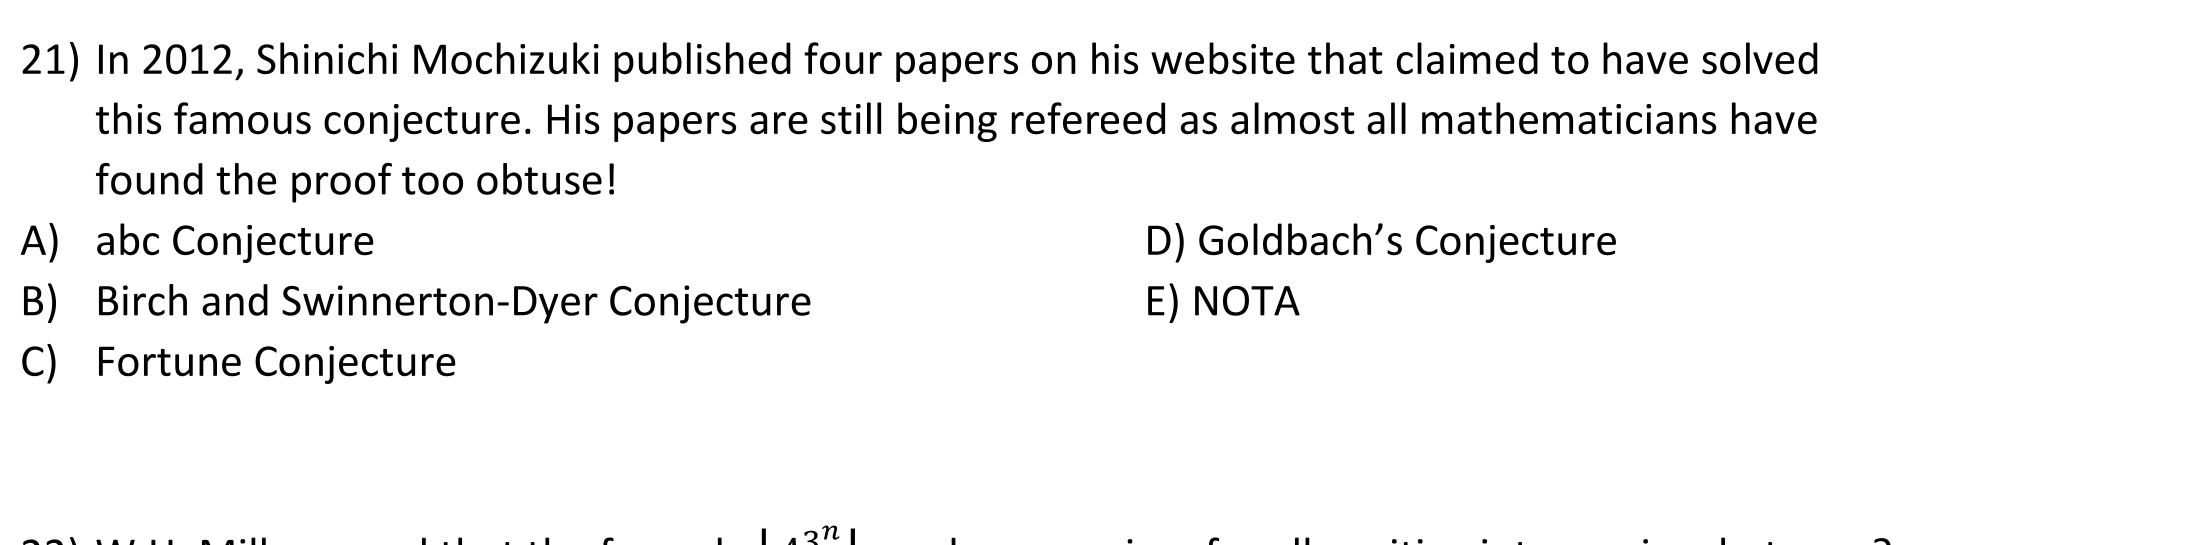 21) In 2012, Shinichi Mochizuki published four papers on his website that claimed to have solved
this famous conjecture. His papers are still being refereed as almost all mathematicians have
found the proof too obtuse!
A) abc Conjecture
D) Goldbach’s Conjecture
B) Birch and Swinnerton-Dyer Conjecture
E) NOTA
C) Fortune Conjecture